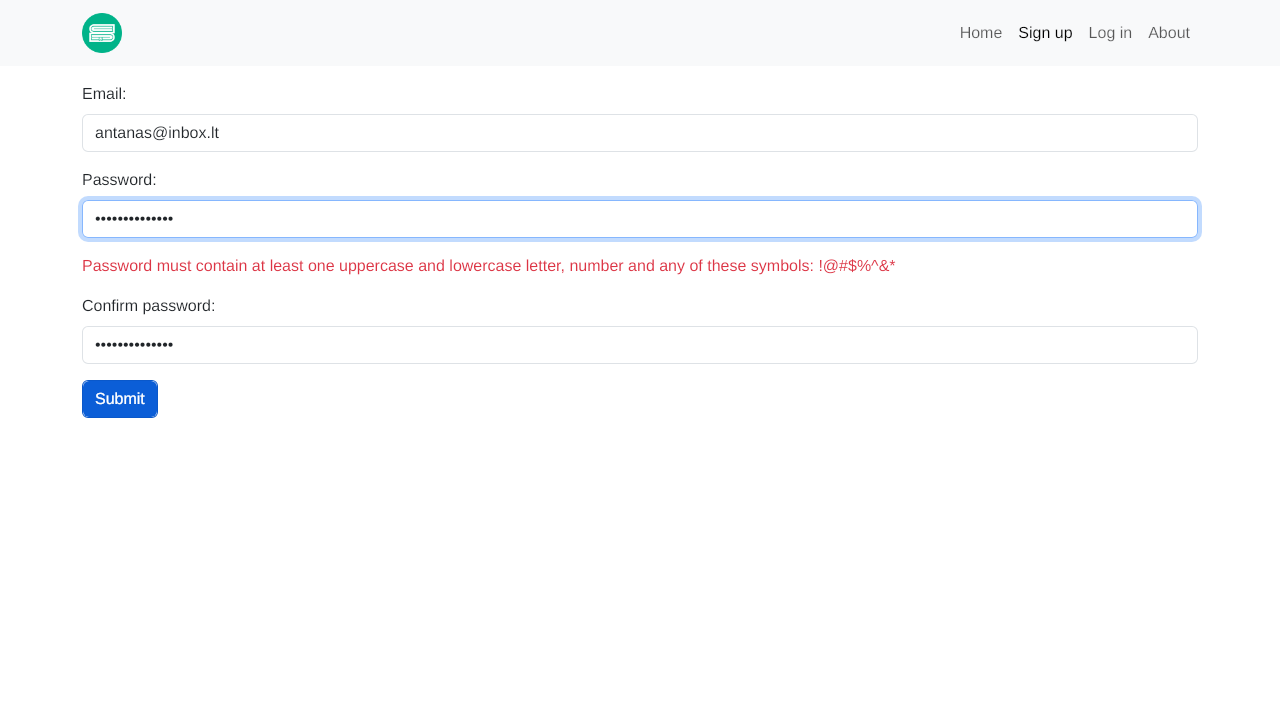 Home Sign up Log in About
Email:
antanas@inbox.lt
Password:
••••••••••••••
Password must contain at least one uppercase and lowercase letter, number and any of these symbols: !@#$%^&*
Confirm password:
••••••••••••••
Submit